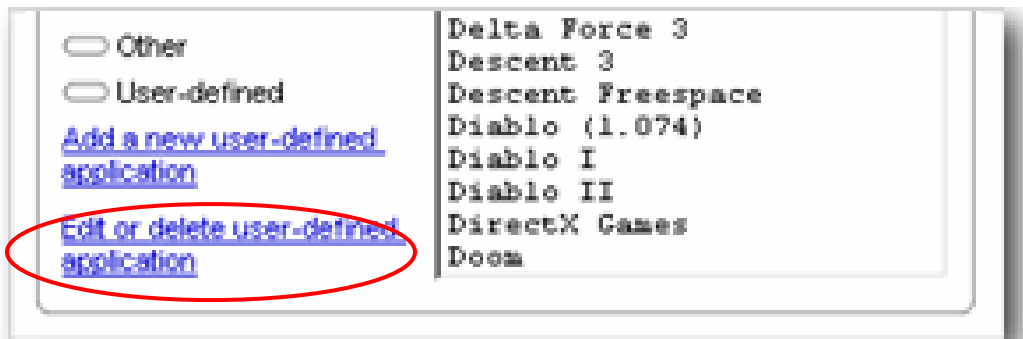 Other
User-defined
Add a new user-defined
application
Edit or delete user-defined
application
Delta Force 3
Descent 3
Descent Freespace
Diablo (1.074)
Diablo I
Diablo II
DirectX Games
Doom